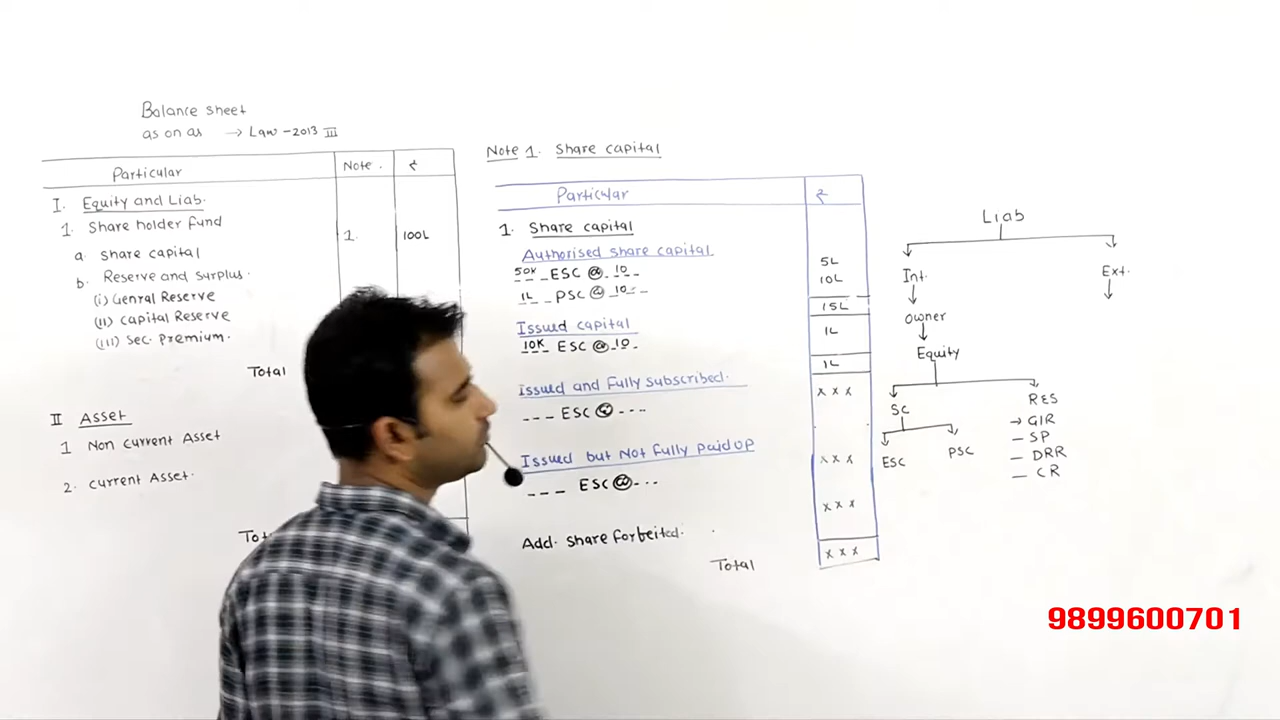 Balance sheet
as on as → Law - 2013 III
Particular Note. ₹
I. Equity and Liab.
1. Share holder fund
a. share capital 1. 100L
b. Reserve and surplus.
(i) Genral Reserve
(ii) Capital Reserve
(iii) Sec. Premium.
Total
II Asset
1 Non current Asset
2. current Asset.
Note 1. Share capital
Particular ₹
1. Share capital
Authorised share capital
50K ESC @ 10 5L
1L PSC @ 10 10L
15L
Issued capital
10K ESC @ 10 1L
1L
Issued and Fully subscribed. x x x
--- ESC @ ---
Issued but Not fully paid up x x x
--- ESC @ --- x x x
Add. share forbeited.
Total x x x
Liab
Int. Ext.
Owner
Equity
SC RES
→ GIR
ESC PSC – SP
– DRR
– CR
9899600701